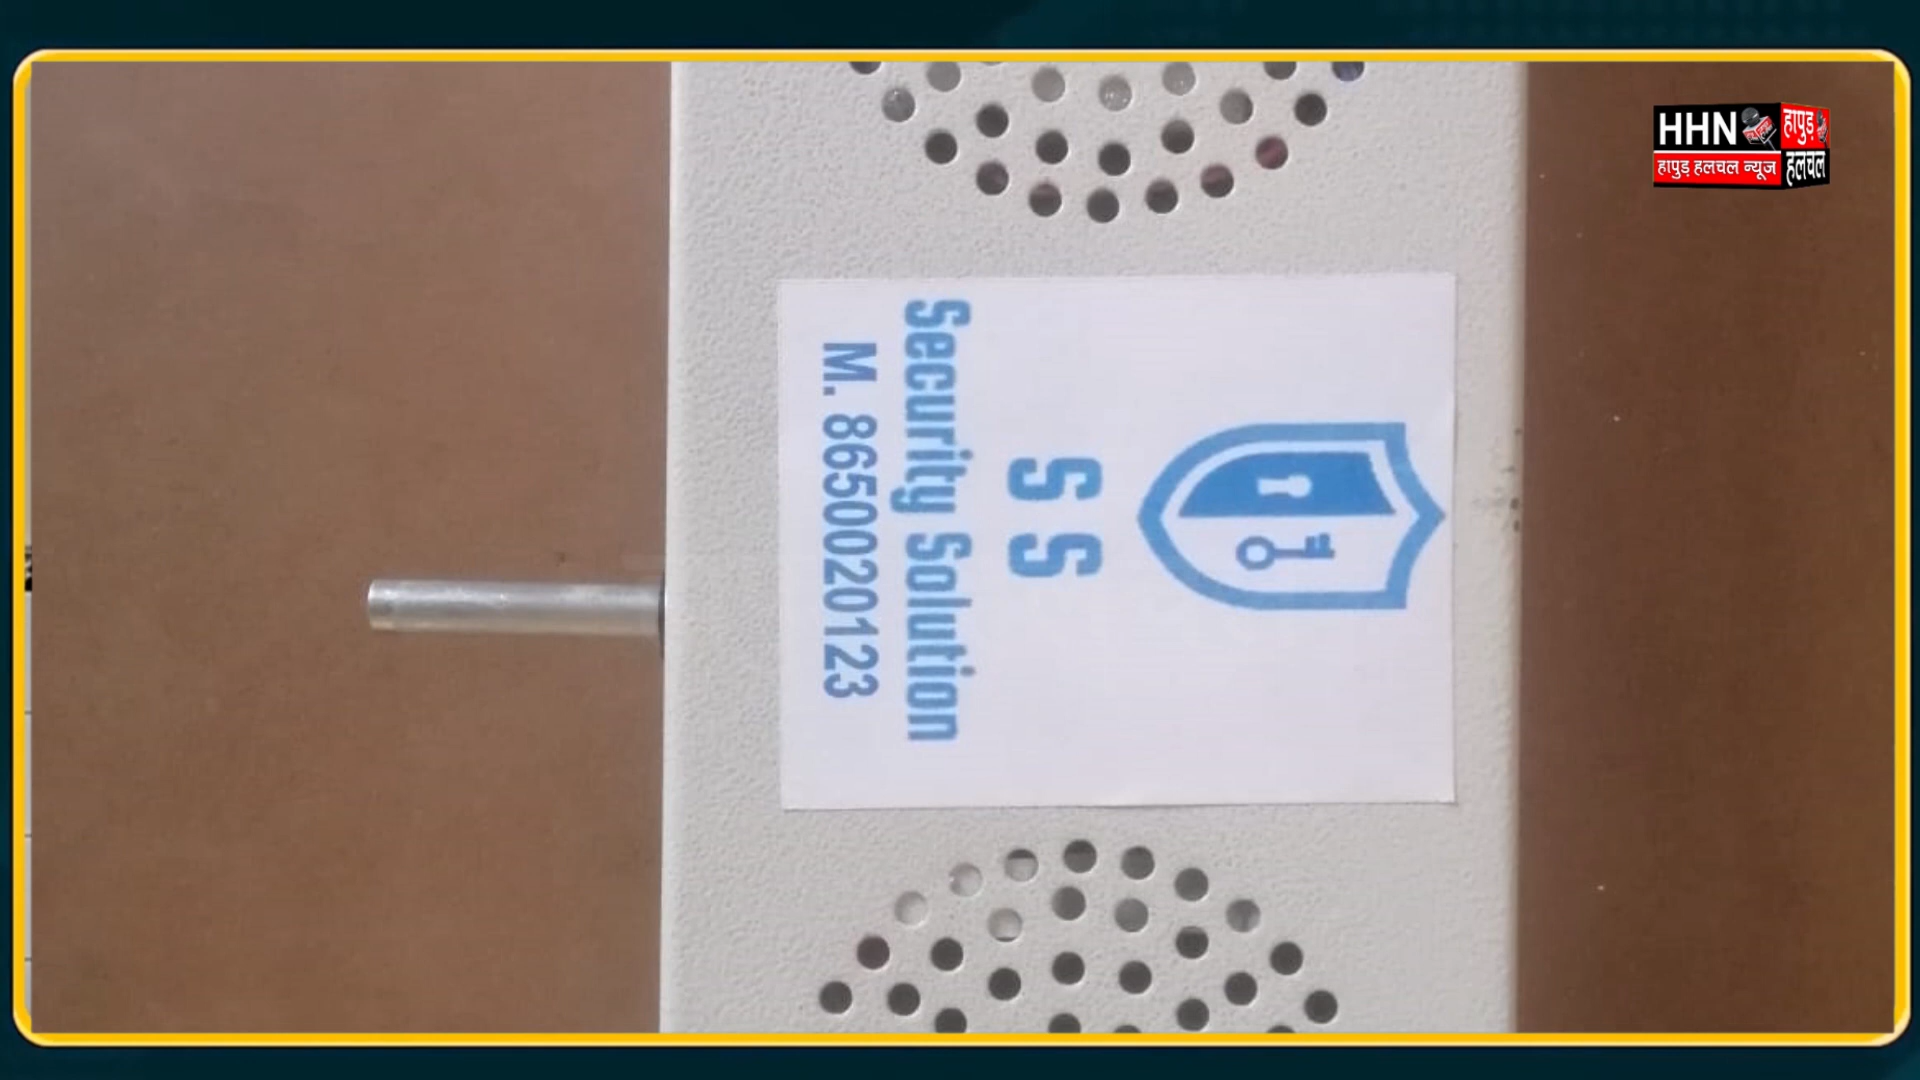 S S
Security Solution
M. 8650020123
HHN
हापुड़ हलचल न्यूज
हापुड़
हलचल